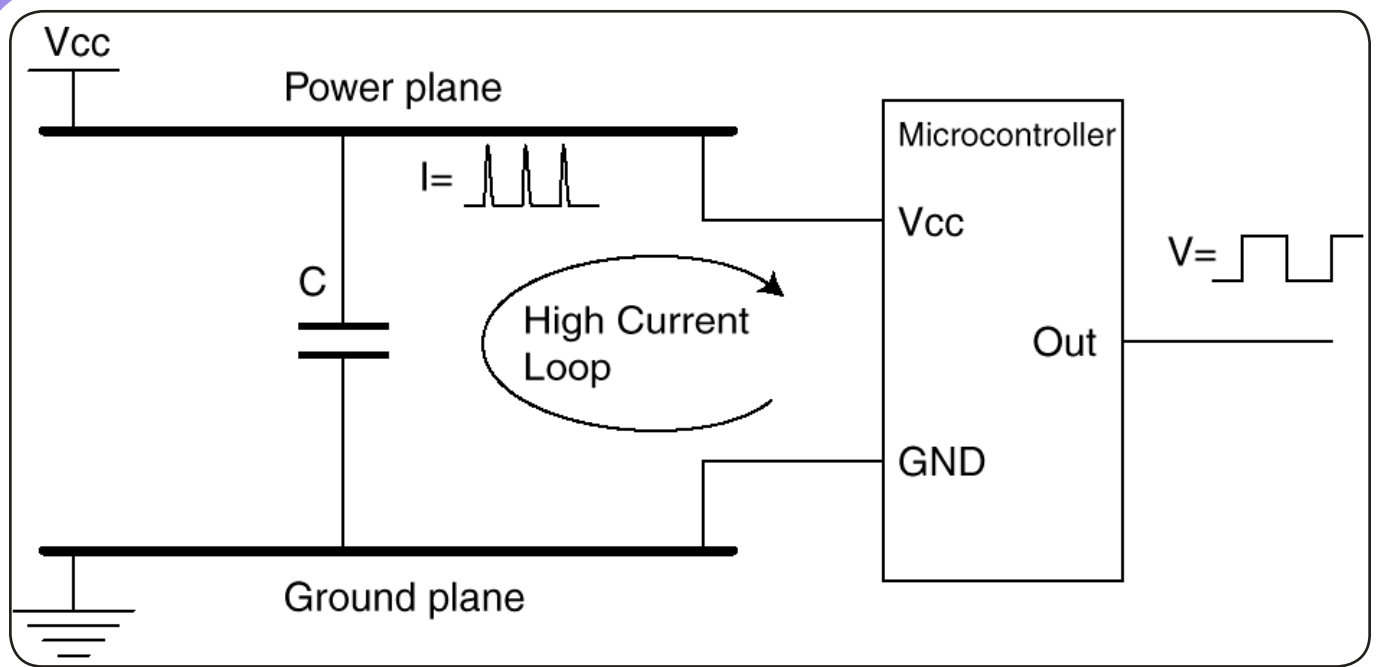 Vcc
Power plane
Microcontroller
I=
Vcc
V=
C
High Current
Loop
Out
GND
Ground plane